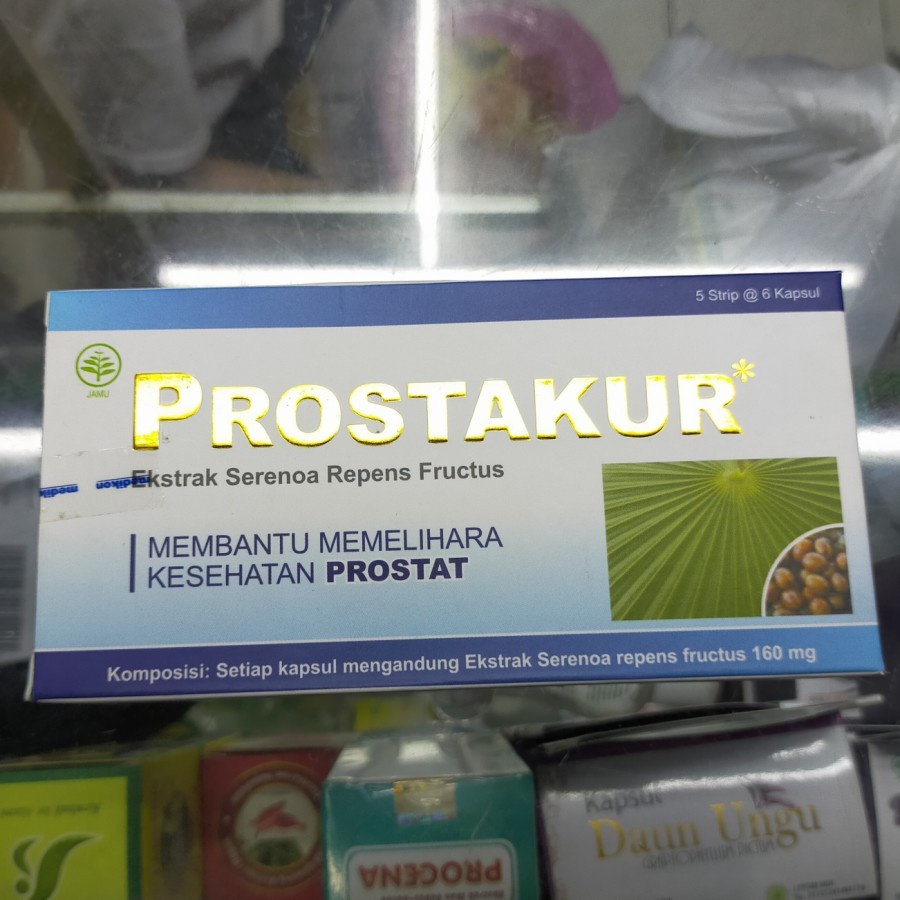 5 Strip @ 6 Kapsul
JAMU
PROSTAKUR*
Ekstrak Serenoa Repens Fructus
medikon
MEMBANTU MEMELIHARA
KESEHATAN PROSTAT
Komposisi: Setiap kapsul mengandung Ekstrak Serenoa repens fructus 160 mg
Kapsul
Daun Ungu
PROCENA